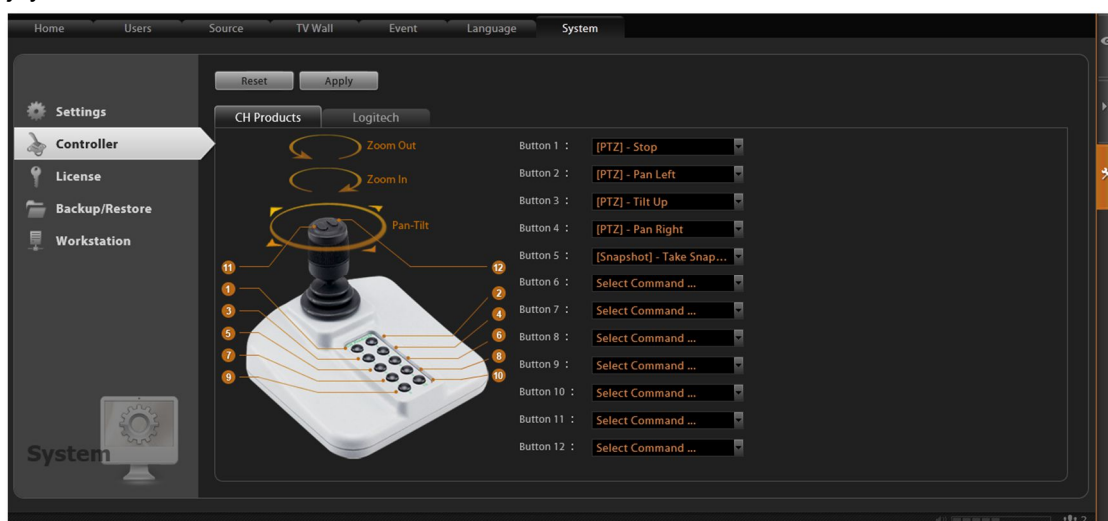 Home Users Source TV Wall Event Language System
Reset Apply
Settings
Controller
License
Backup/Restore
Workstation
System
CH Products Logitech
Zoom Out
Zoom In
Pan-Tilt
11
12
1
2
3
4
5
6
7
8
9
10
Button 1 : [PTZ] - Stop
Button 2 : [PTZ] - Pan Left
Button 3 : [PTZ] - Tilt Up
Button 4 : [PTZ] - Pan Right
Button 5 : [Snapshot] - Take Snap...
Button 6 : Select Command ...
Button 7 : Select Command ...
Button 8 : Select Command ...
Button 9 : Select Command ...
Button 10 : Select Command ...
Button 11 : Select Command ...
Button 12 : Select Command ...
2